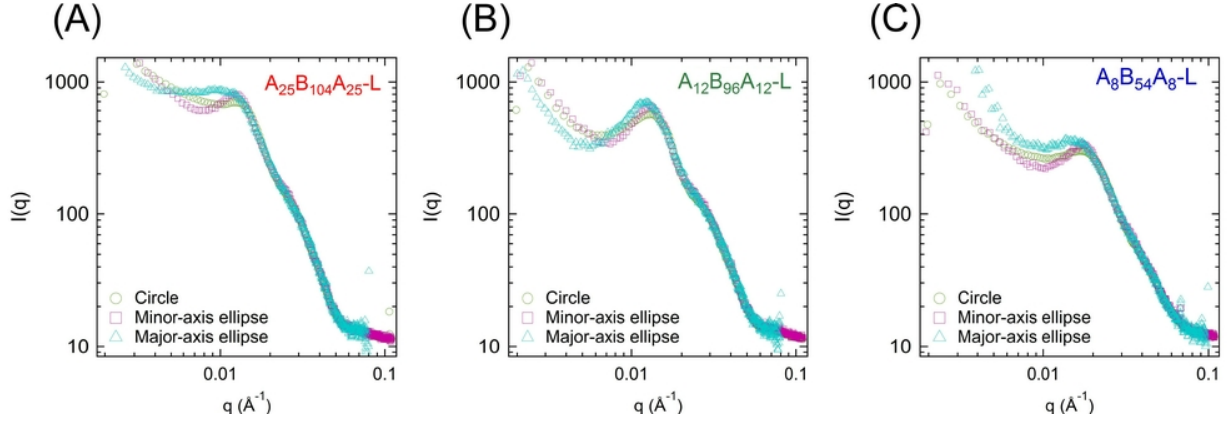 (A)
A₂₅B₁₀₄A₂₅-L
1000
100
10
I(q)
Circle
Minor-axis ellipse
Major-axis ellipse
0.01
0.1
q (Å⁻¹)
(B)
A₁₂B₉₆A₁₂-L
1000
100
10
I(q)
Circle
Minor-axis ellipse
Major-axis ellipse
0.01
0.1
q (Å⁻¹)
(C)
A₈B₅₄A₈-L
1000
100
10
I(q)
Circle
Minor-axis ellipse
Major-axis ellipse
0.01
0.1
q (Å⁻¹)